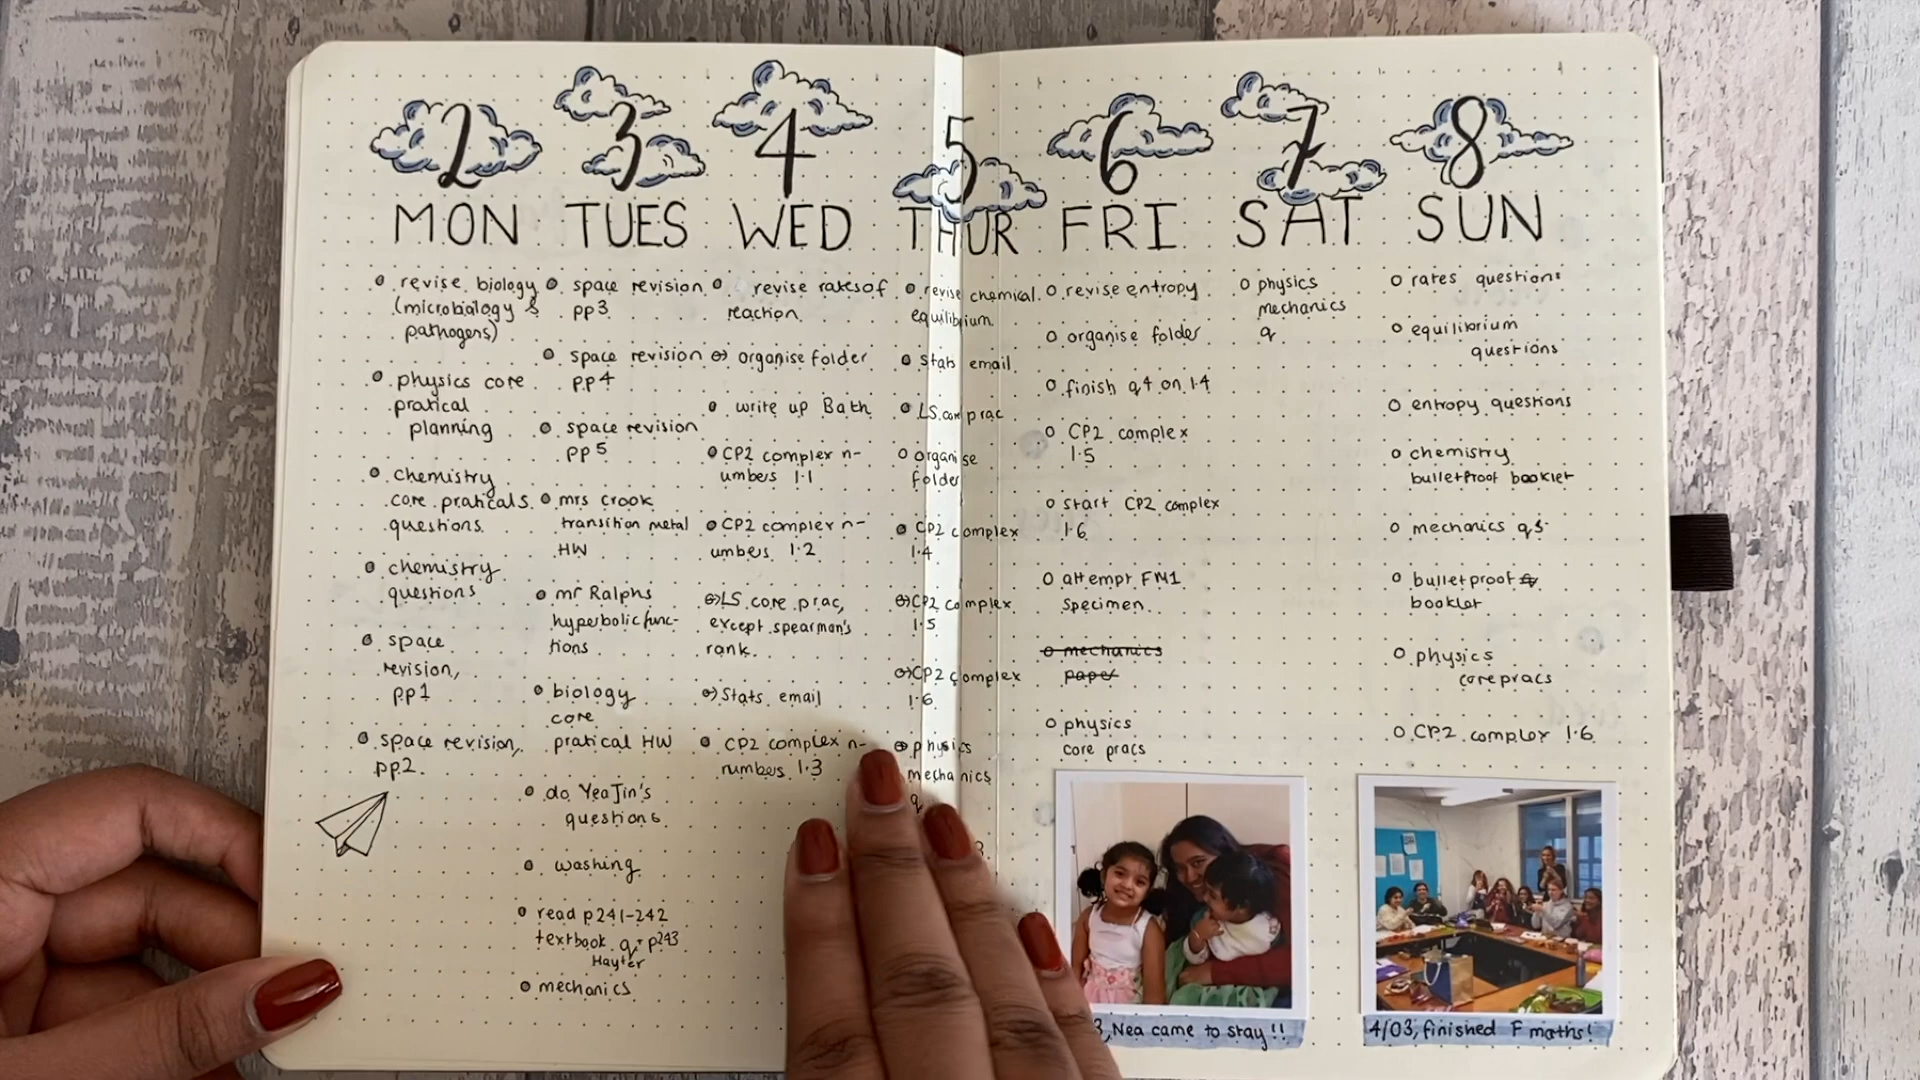 2 3 4 5 6 7 8
MON TUES WED THUR FRI SAT SUN
revise biology
(microbiology &
pathogens)
physics core
pratical
planning
chemistry
core praticals
questions
chemistry
questions
space
revision,
pp1
space revision,
pp2
space revision
pp3
space revision
pp4
space revision
pp5
mrs crook
transition metal
HW
mr Ralphs
hyperbolic func-
tions
biology
core
pratical HW
do YeaJin's
questions
washing
read p241-242
textbook q p243
Hayter
mechanics
revise rates of
reaction
organise folder
write up Bath
CP2 complex n-
umbers 1.1
CP2 complex n-
umbers 1.2
LS core prac,
except spearman's
rank
Stats email
CP2 complex n-
numbers 1.3
revise chemical
equilibrium
stats email
LS core prac
organise
folder
CP2 complex
1.4
CP2 complex
1.5
CP2 complex
1.6
physics
mechanics
q
revise entropy
organise folder
finish q4 on 1.4
CP2 complex
1.5
start CP2 complex
1.6
attempt FM1
specimen
mechanics
paper
physics
core pracs
3, Nea came to stay!!
physics
mechanics
q
rates questions
equilibrium
questions
entropy questions
chemistry
bulletproof booklet
mechanics qs
bulletproof
booklet
physics
core pracs
CP2 complex 1.6
4/03, finished F maths!